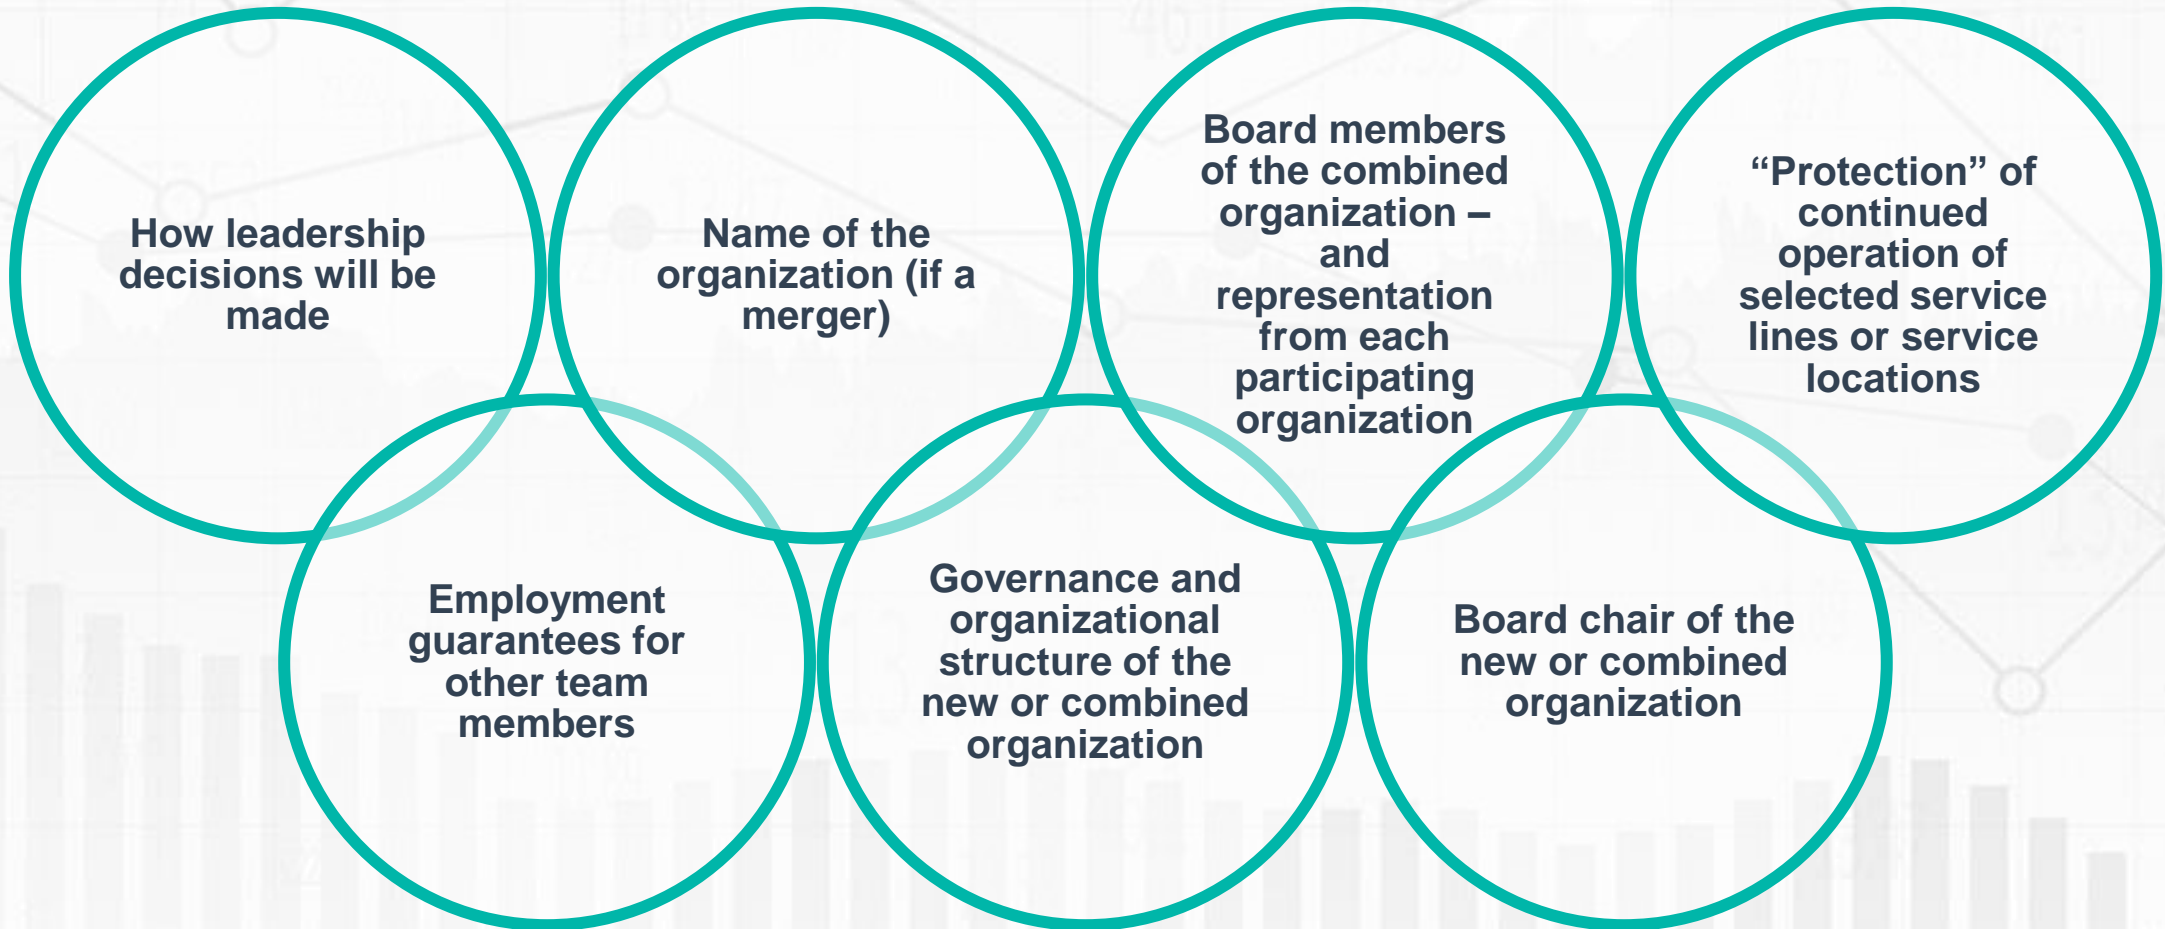 How leadership
decisions will be
made
Name of the
organization (if a
merger)
Board members
of the combined
organization –
and
representation
from each
participating
organization
“Protection” of
continued
operation of
selected service
lines or service
locations
Employment
guarantees for
other team
members
Governance and
organizational
structure of the
new or combined
organization
Board chair of the
new or combined
organization